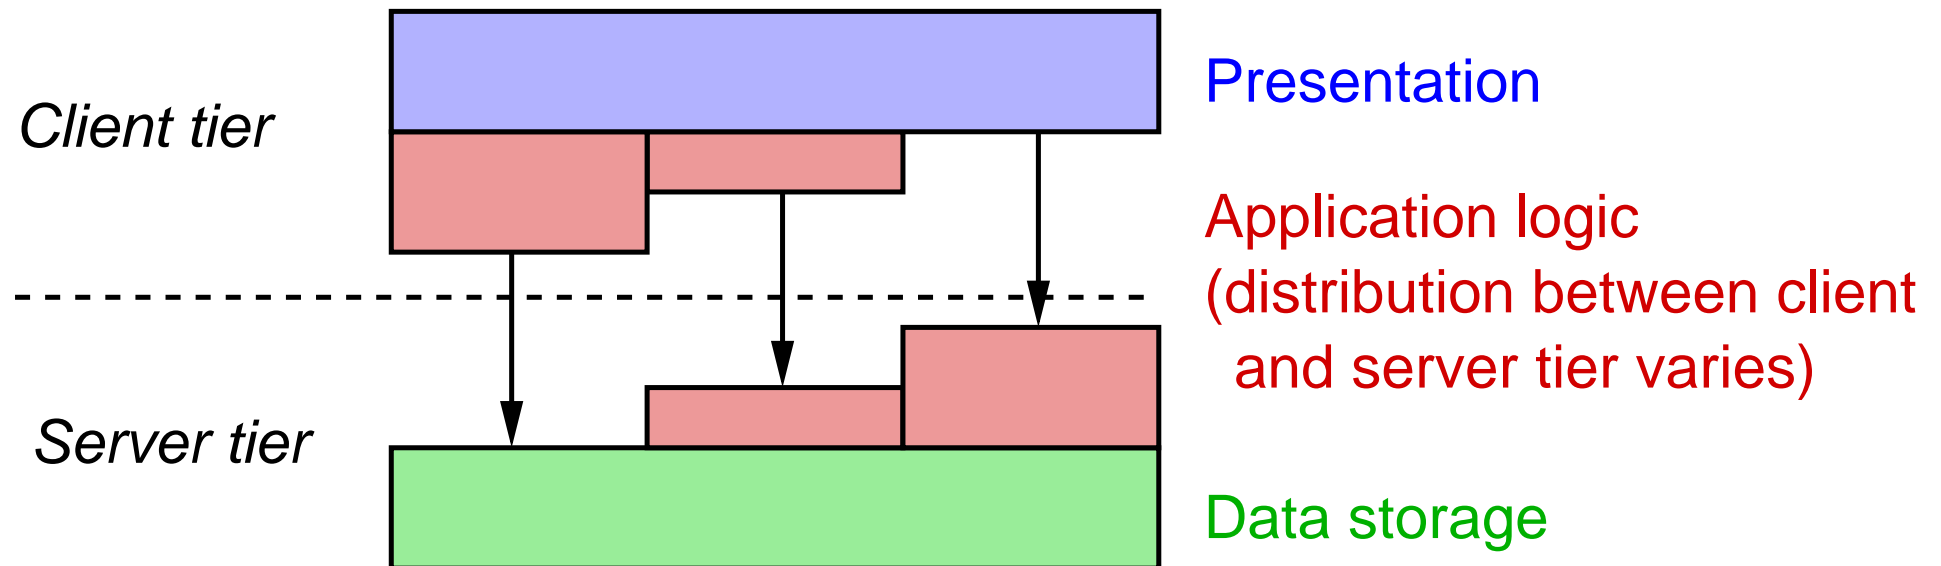 Presentation
Client tier
Application logic
(distribution between client
and server tier varies)
Server tier
Data storage